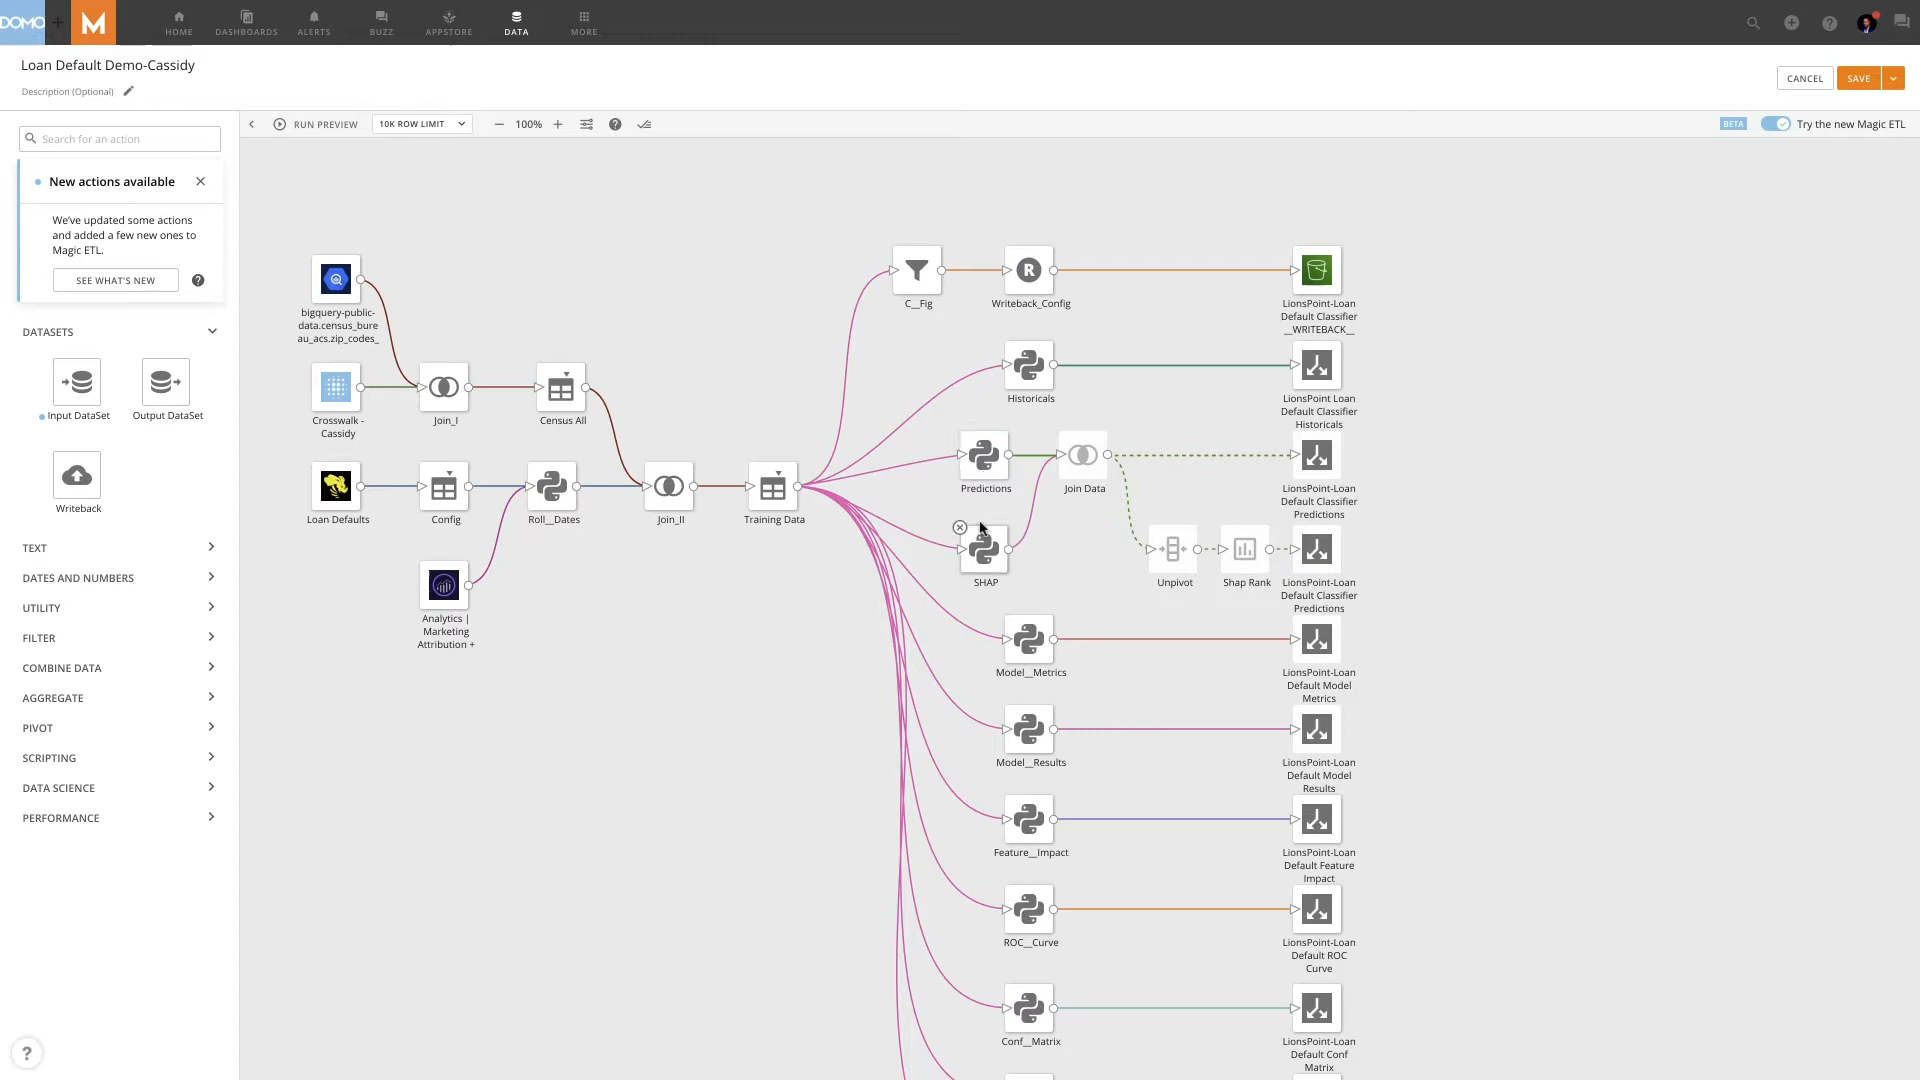 DOMO
M
HOME
DASHBOARDS
ALERTS
BUZZ
APPSTORE
DATA
MORE
Loan Default Demo-Cassidy
Description (Optional)
CANCEL
SAVE
RUN PREVIEW
10K ROW LIMIT
100%
BETA
Try the new Magic ETL
Search for an action
New actions available
We've updated some actions
and added a few new ones to
Magic ETL.
SEE WHAT'S NEW
DATASETS
Input DataSet
Output DataSet
Writeback
TEXT
DATES AND NUMBERS
UTILITY
FILTER
COMBINE DATA
AGGREGATE
PIVOT
SCRIPTING
DATA SCIENCE
PERFORMANCE
bigquery-public-
data.census_bure
au_acs.zip_codes_
Crosswalk -
Cassidy
Join_I
Census All
Loan Defaults
Config
Roll__Dates
Join_II
Training Data
Analytics |
Marketing
Attribution +
C__Fig
R
Writeback_Config
LionsPoint-Loan
Default Classifier
__WRITEBACK__
Historicals
LionsPoint Loan
Default Classifier
Historicals
Predictions
Join Data
LionsPoint-Loan
Default Classifier
Predictions
SHAP
Unpivot
Shap Rank
LionsPoint-Loan
Default Classifier
Predictions
Model__Metrics
LionsPoint-Loan
Default Model
Metrics
Model__Results
LionsPoint-Loan
Default Model
Results
Feature__Impact
LionsPoint-Loan
Default Feature
Impact
ROC__Curve
LionsPoint-Loan
Default ROC
Curve
Conf__Matrix
LionsPoint-Loan
Default Conf
Matrix